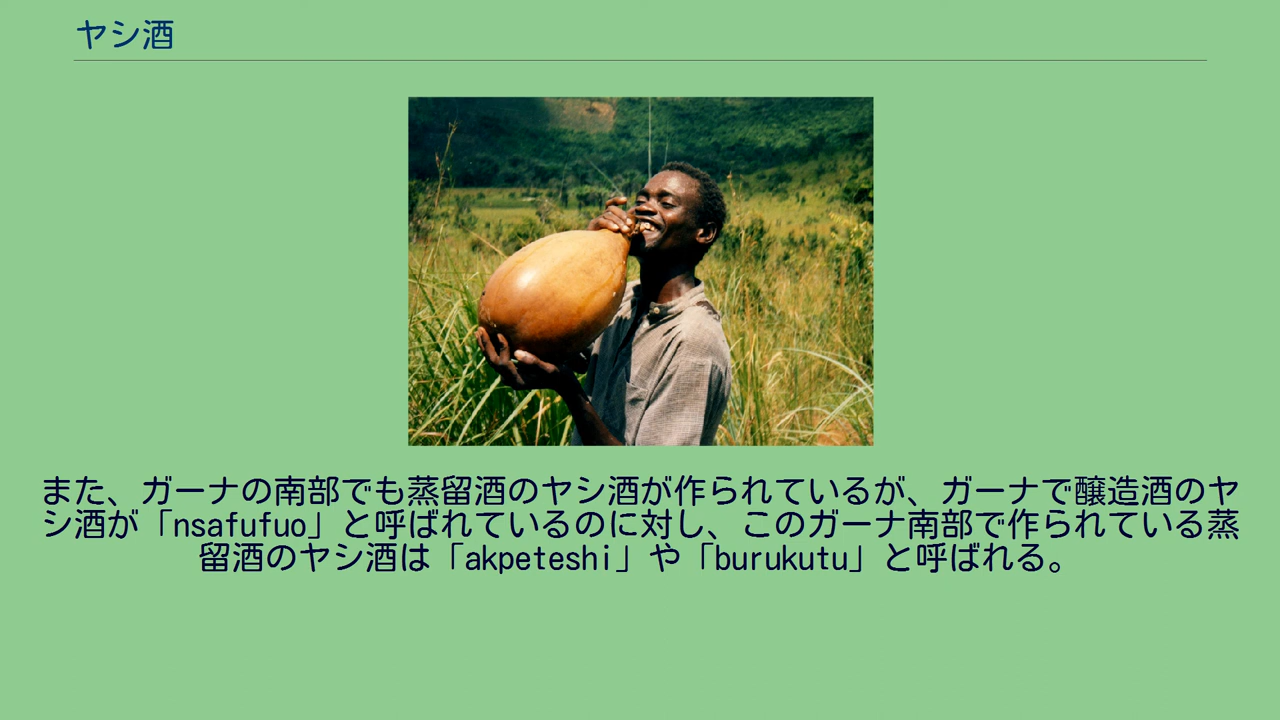 ヤシ酒
また、ガーナの南部でも蒸留酒のヤシ酒が作られているが、ガーナで醸造酒のヤ
シ酒が「nsafufuo」と呼ばれているのに対し、このガーナ南部で作られている蒸
留酒のヤシ酒は「akpeteshi」や「burukutu」と呼ばれる。